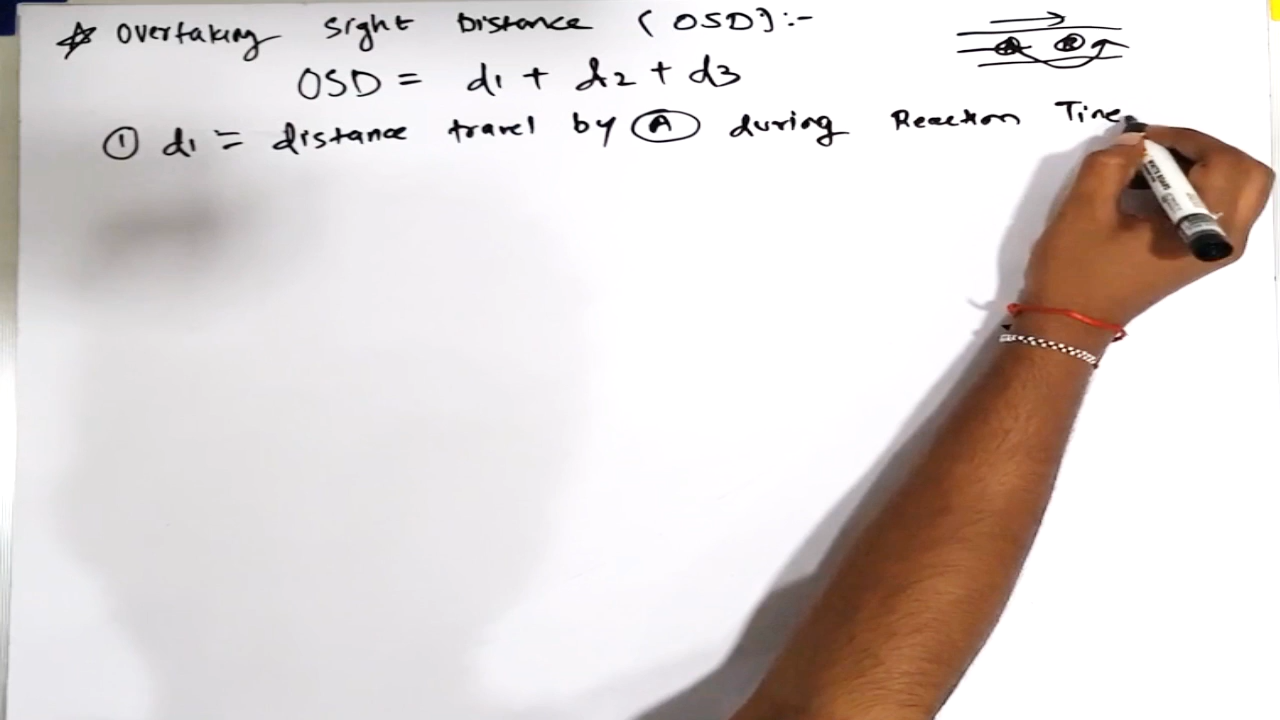 ☆ Overtaking Sight Distance (OSD):-
OSD = d1 + d2 + d3
① d1 = distance travel by Ⓐ during Reaction Time